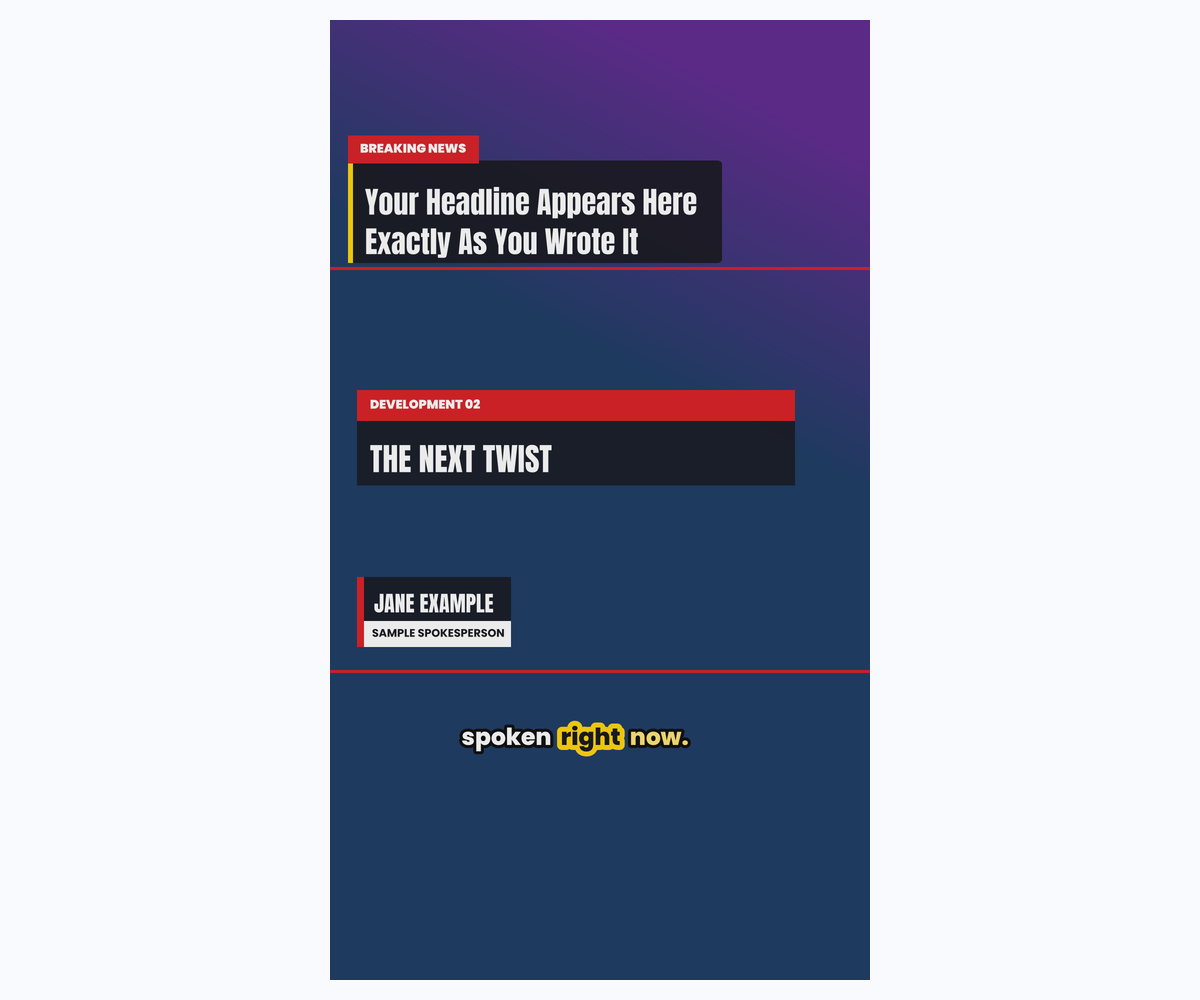 BREAKING NEWS
Your Headline Appears Here
Exactly As You Wrote It
DEVELOPMENT 02
THE NEXT TWIST
JANE EXAMPLE
SAMPLE SPOKESPERSON
spoken right now.